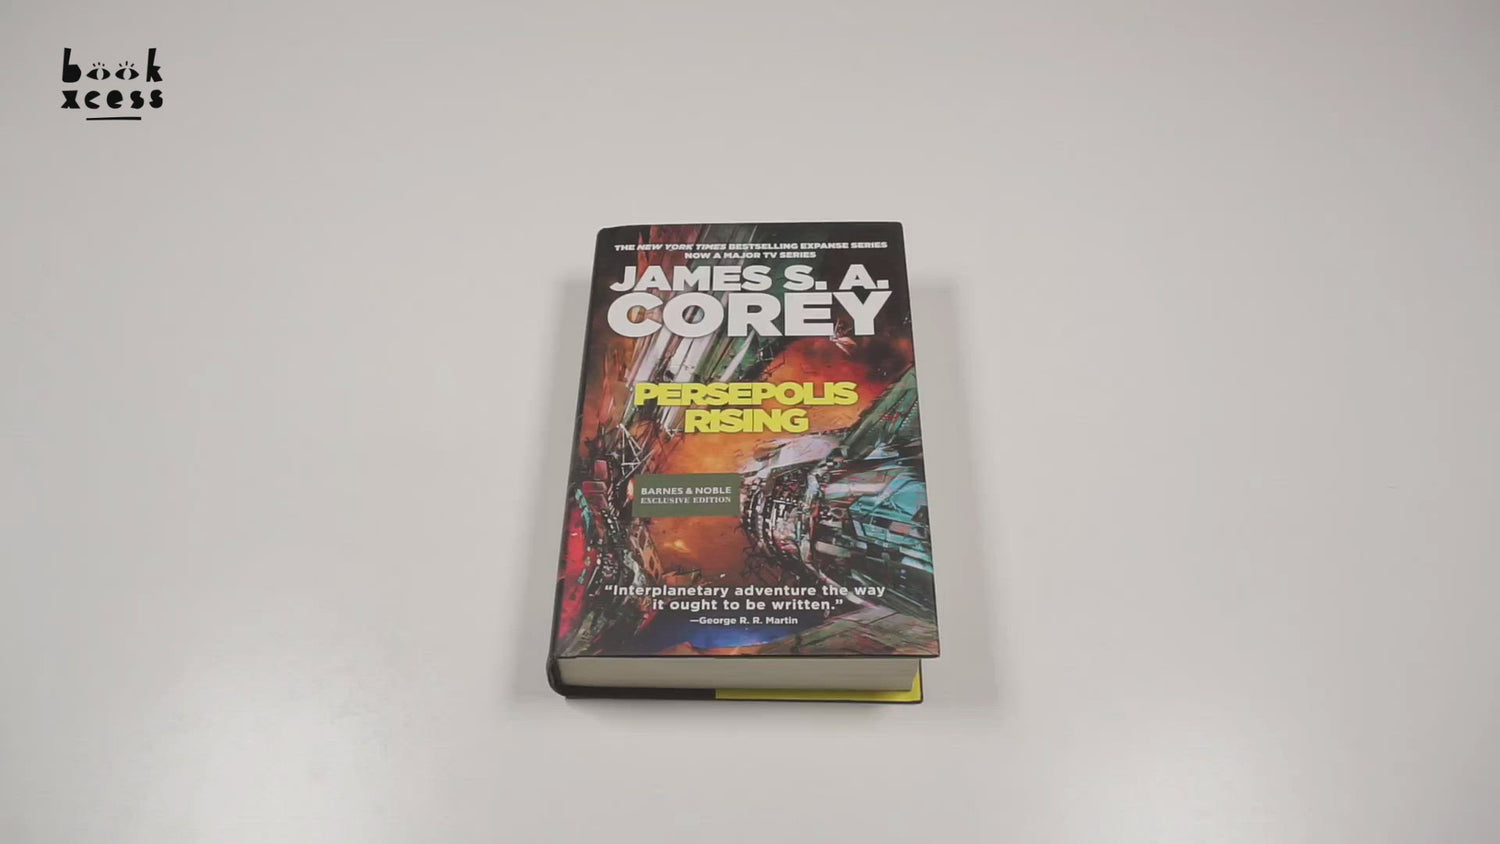 book
xcess
THE NEW YORK TIMES BESTSELLING EXPANSE SERIES
NOW A MAJOR TV SERIES
JAMES S. A.
COREY
PERSEPOLIS
RISING
BARNES & NOBLE
EXCLUSIVE EDITION
“Interplanetary adventure the way
it ought to be written.”
—George R. R. Martin